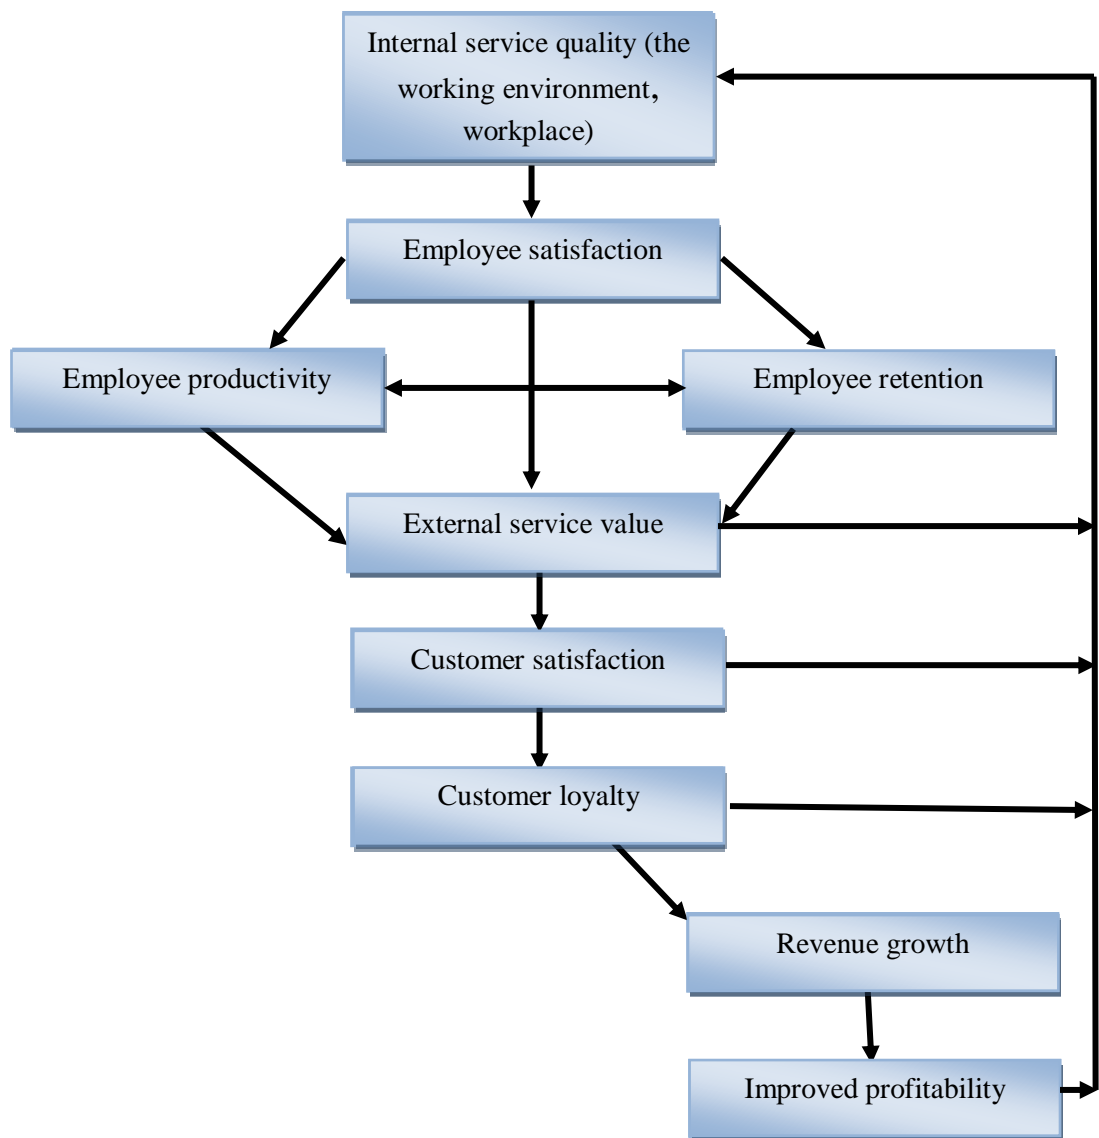 Internal service quality (the
working environment,
workplace)
Employee satisfaction
Employee productivity
Employee retention
External service value
Customer satisfaction
Customer loyalty
Revenue growth
Improved profitability